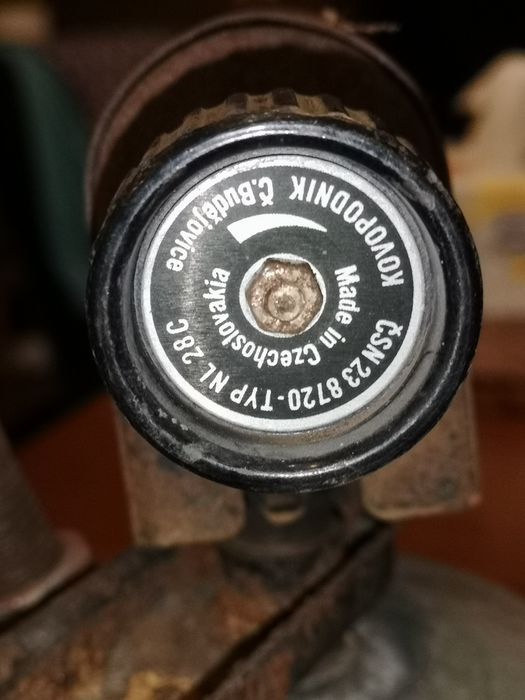 KOVOPODNIK Č.Budějovice
ČSN 23 8720-TYP NL 28C
Made in Czechoslovakia